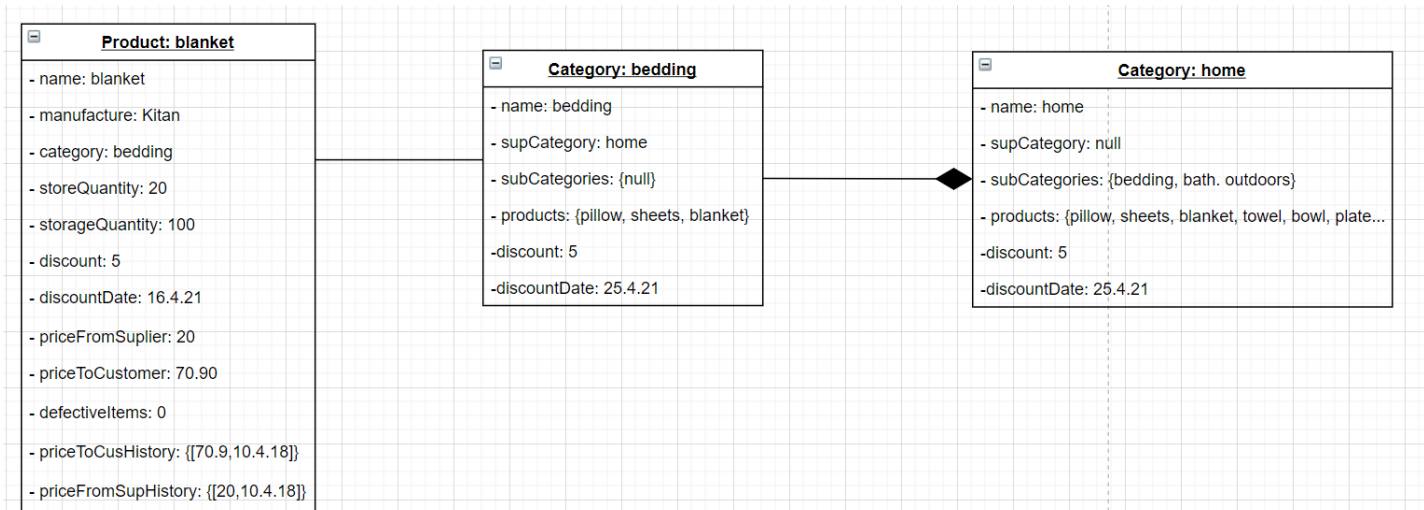 Product: blanket
- name: blanket
- manufacture: Kitan
- category: bedding
- storeQuantity: 20
- storageQuantity: 100
- discount: 5
- discountDate: 16.4.21
- priceFromSuplier: 20
- priceToCustomer: 70.90
- defectiveItems: 0
- priceToCusHistory: {[70.9,10.4.18]}
- priceFromSupHistory: {[20,10.4.18]}
Category: bedding
- name: bedding
- supCategory: home
- subCategories: {null}
- products: {pillow, sheets, blanket}
-discount: 5
-discountDate: 25.4.21
Category: home
- name: home
- supCategory: null
- subCategories: {bedding, bath. outdoors}
- products: {pillow, sheets, blanket, towel, bowl, plate...
-discount: 5
-discountDate: 25.4.21